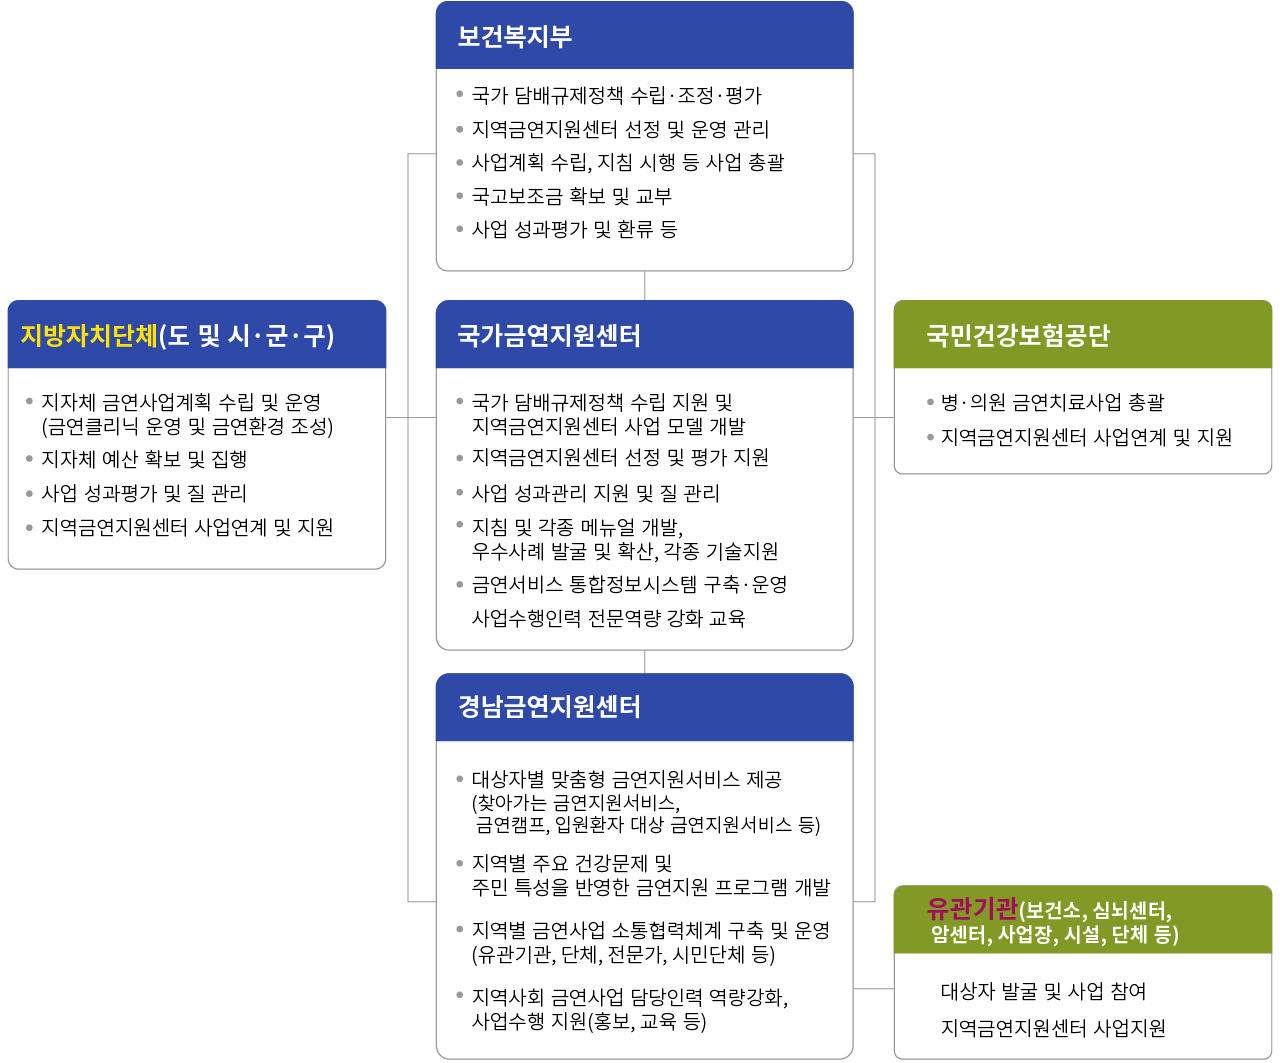 보건복지부
• 국가 담배규제정책 수립·조정·평가
• 지역금연지원센터 선정 및 운영 관리
• 사업계획 수립, 지침 시행 등 사업 총괄
• 국고보조금 확보 및 교부
• 사업 성과평가 및 환류 등
지방자치단체(도 및 시·군·구)
• 지자체 금연사업계획 수립 및 운영
(금연클리닉 운영 및 금연환경 조성)
• 지자체 예산 확보 및 집행
• 사업 성과평가 및 질 관리
• 지역금연지원센터 사업연계 및 지원
국가금연지원센터
• 국가 담배규제정책 수립 지원 및
지역금연지원센터 사업 모델 개발
• 지역금연지원센터 선정 및 평가 지원
• 사업 성과관리 지원 및 질 관리
• 지침 및 각종 메뉴얼 개발,
우수사례 발굴 및 확산, 각종 기술지원
• 금연서비스 통합정보시스템 구축·운영
사업수행인력 전문역량 강화 교육
국민건강보험공단
• 병·의원 금연치료사업 총괄
• 지역금연지원센터 사업연계 및 지원
경남금연지원센터
• 대상자별 맞춤형 금연지원서비스 제공
(찾아가는 금연지원서비스,
금연캠프, 입원환자 대상 금연지원서비스 등)
• 지역별 주요 건강문제 및
주민 특성을 반영한 금연지원 프로그램 개발
• 지역별 금연사업 소통협력체계 구축 및 운영
(유관기관, 단체, 전문가, 시민단체 등)
• 지역사회 금연사업 담당인력 역량강화,
사업수행 지원(홍보, 교육 등)
유관기관(보건소, 심뇌센터,
암센터, 사업장, 시설, 단체 등)
대상자 발굴 및 사업 참여
지역금연지원센터 사업지원